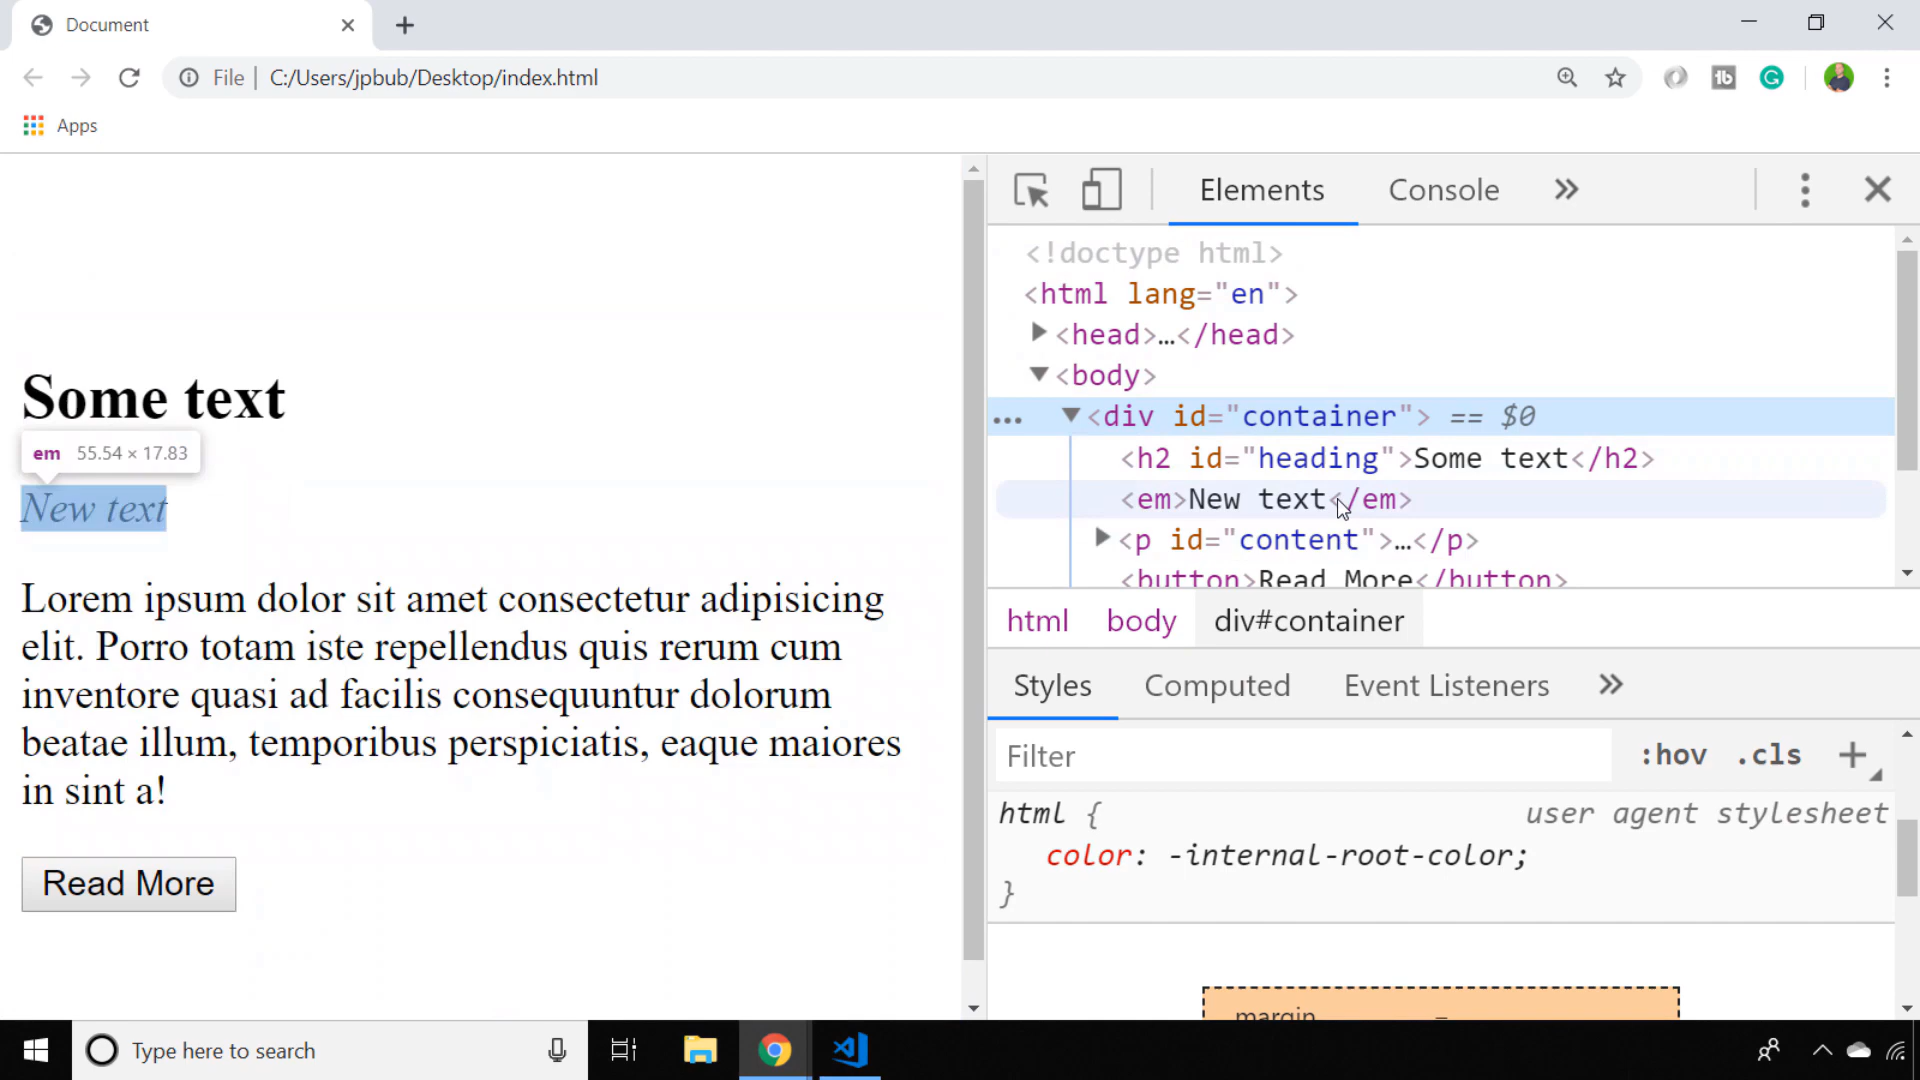 Document
File
C:/Users/jpbub/Desktop/index.html
Apps
Some text
em 55.54 × 17.83
New text
Lorem ipsum dolor sit amet consectetur adipisicing
elit. Porro totam iste repellendus quis rerum cum
inventore quasi ad facilis consequuntur dolorum
beatae illum, temporibus perspiciatis, eaque maiores
in sint a!
Read More
Elements Console
<!doctype html>
<html lang="en">
<head>…</head>
<body>
<div id="container"> == $0
<h2 id="heading">Some text</h2>
<em>New text</em>
<p id="content">…</p>
<button>Read More</button>
html body div#container
Styles Computed Event Listeners
Filter :hov .cls
html { user agent stylesheet
color: -internal-root-color;
}
margin –
Type here to search